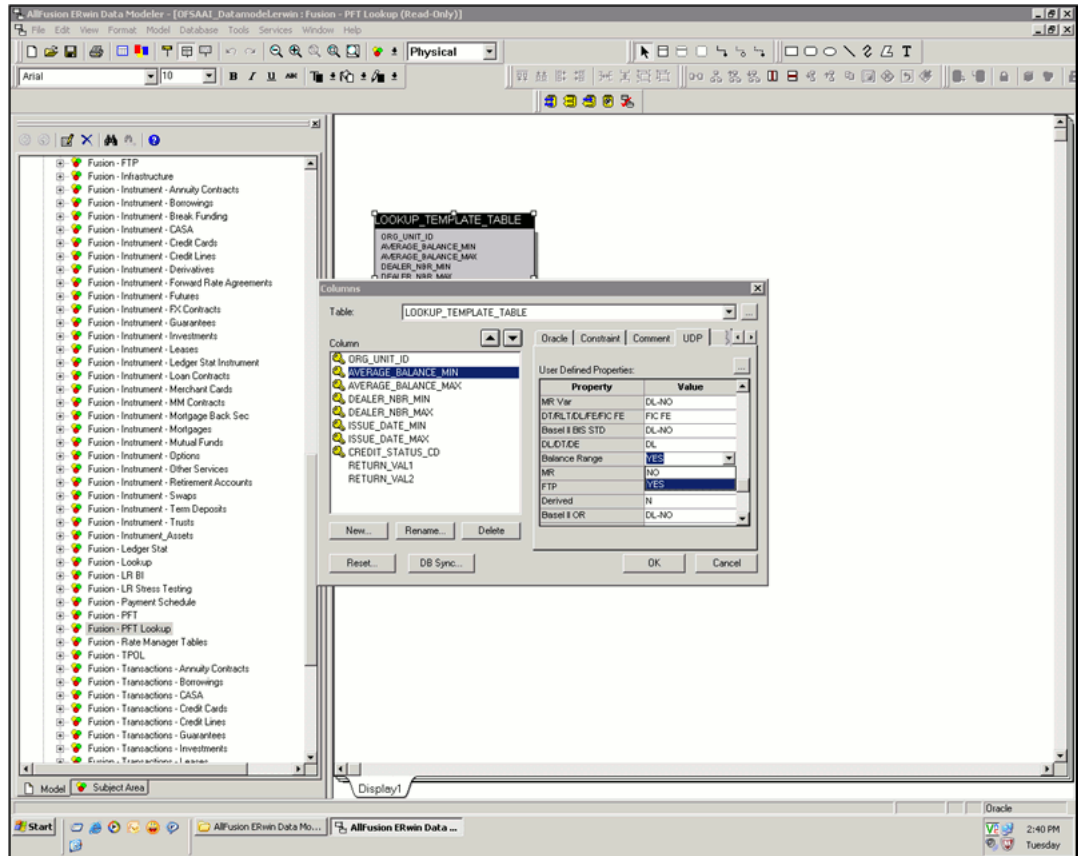 AllFusion ERwin Data Modeler - [OFSAAI_Datamodel.erwin : Fusion - PFT Lookup (Read-Only)]
File Edit View Format Model Database Tools Services Window Help
Physical
Arial 10 B I U
Fusion - FTP
Fusion - Infrastructure
Fusion - Instrument - Annuity Contracts
Fusion - Instrument - Borrowings
Fusion - Instrument - Break Funding
Fusion - Instrument - CASA
Fusion - Instrument - Credit Cards
Fusion - Instrument - Credit Lines
Fusion - Instrument - Derivatives
Fusion - Instrument - Forward Rate Agreements
Fusion - Instrument - Futures
Fusion - Instrument - FX Contracts
Fusion - Instrument - Guarantees
Fusion - Instrument - Investments
Fusion - Instrument - Leases
Fusion - Instrument - Ledger Stat Instrument
Fusion - Instrument - Loan Contracts
Fusion - Instrument - Merchant Cards
Fusion - Instrument - MM Contracts
Fusion - Instrument - Mortgage Back Sec
Fusion - Instrument - Mortgages
Fusion - Instrument - Mutual Funds
Fusion - Instrument - Options
Fusion - Instrument - Other Services
Fusion - Instrument - Retirement Accounts
Fusion - Instrument - Swaps
Fusion - Instrument - Term Deposits
Fusion - Instrument - Trusts
Fusion - Instrument_Assets
Fusion - Ledger Stat
Fusion - Lookup
Fusion - LR BI
Fusion - LR Stress Testing
Fusion - Payment Schedule
Fusion - PFT
Fusion - PFT Lookup
Fusion - Rate Manager Tables
Fusion - TPOL
Fusion - Transactions - Annuity Contracts
Fusion - Transactions - Borrowings
Fusion - Transactions - CASA
Fusion - Transactions - Credit Cards
Fusion - Transactions - Credit Lines
Fusion - Transactions - Guarantees
Fusion - Transactions - Investments
Fusion - Transactions - Leases
Model Subject Area
LOOKUP_TEMPLATE_TABLE
ORG_UNIT_ID
AVERAGE_BALANCE_MIN
AVERAGE_BALANCE_MAX
DEALER_NBR_MIN
DEALER_NBR_MAX
Columns
Table: LOOKUP_TEMPLATE_TABLE
Column
ORG_UNIT_ID
AVERAGE_BALANCE_MIN
AVERAGE_BALANCE_MAX
DEALER_NBR_MIN
DEALER_NBR_MAX
ISSUE_DATE_MIN
ISSUE_DATE_MAX
CREDIT_STATUS_CD
RETURN_VAL1
RETURN_VAL2
New... Rename... Delete
Reset... DB Sync...
Oracle Constraint Comment UDP
User Defined Properties:
Property Value
MR Var DL-NO
DT/RLT/DL/FE/FIC FE FIC FE
Basel II BIS STD DL-NO
DL/DT/DE DL
Balance Range YES
MR NO
FTP YES
Derived N
Basel II OR DL-NO
OK Cancel
Display1
Oracle
Start AllFusion ERwin Data Mo... AllFusion ERwin Data ...
2:40 PM
Tuesday